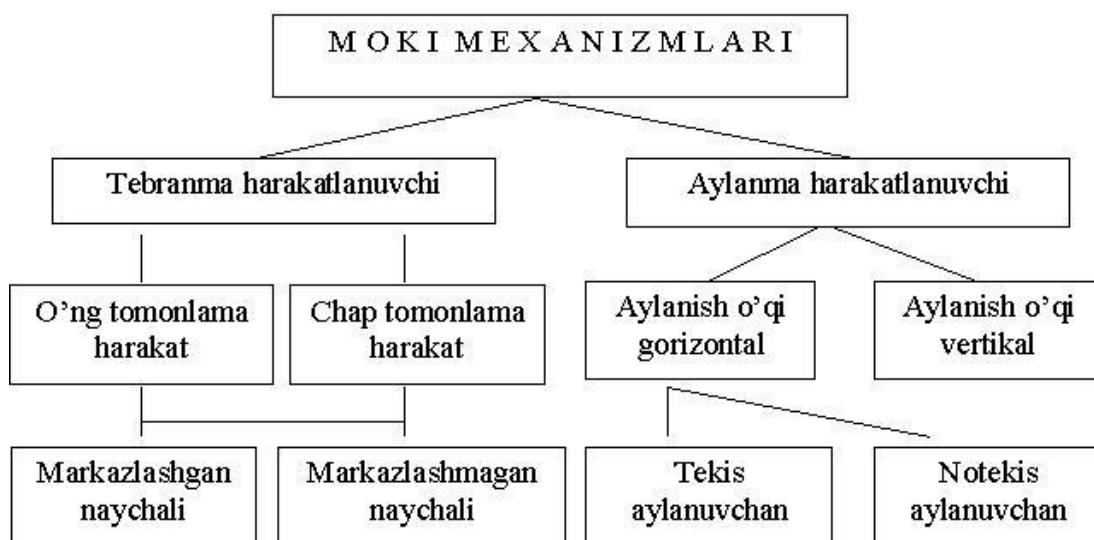 M O K I M E X A N I Z M L A R I
Tebranma harakatlanuvchi
Aylanma harakatlanuvchi
O’ng tomonlama
harakat
Chap tomonlama
harakat
Aylanish o’qi
gorizontal
Aylanish o’qi
vertikal
Markazlashgan
naychali
Markazlashmagan
naychali
Tekis
aylanuvchan
Notekis
aylanuvchan